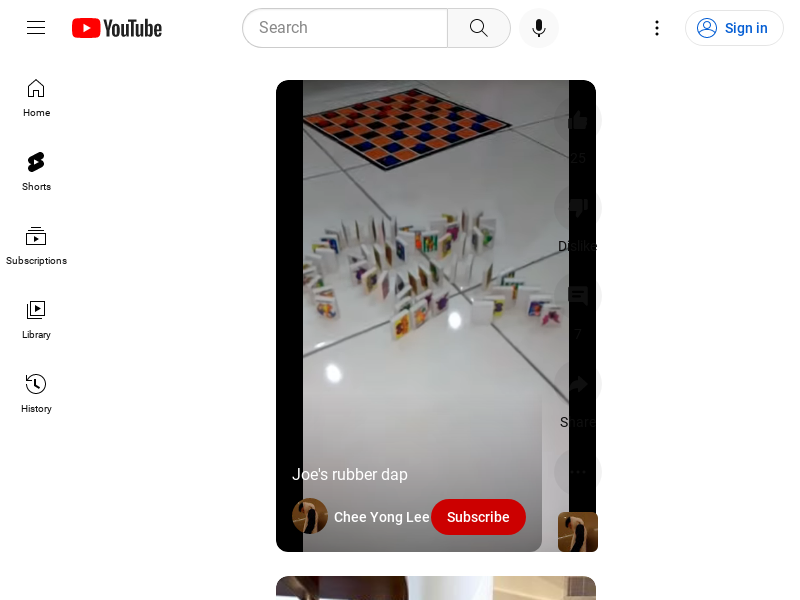 YouTube
Search
Sign in
Home
Shorts
Subscriptions
Library
History
25
Dislike
7
Share
Joe's rubber dap
Chee Yong Lee
Subscribe